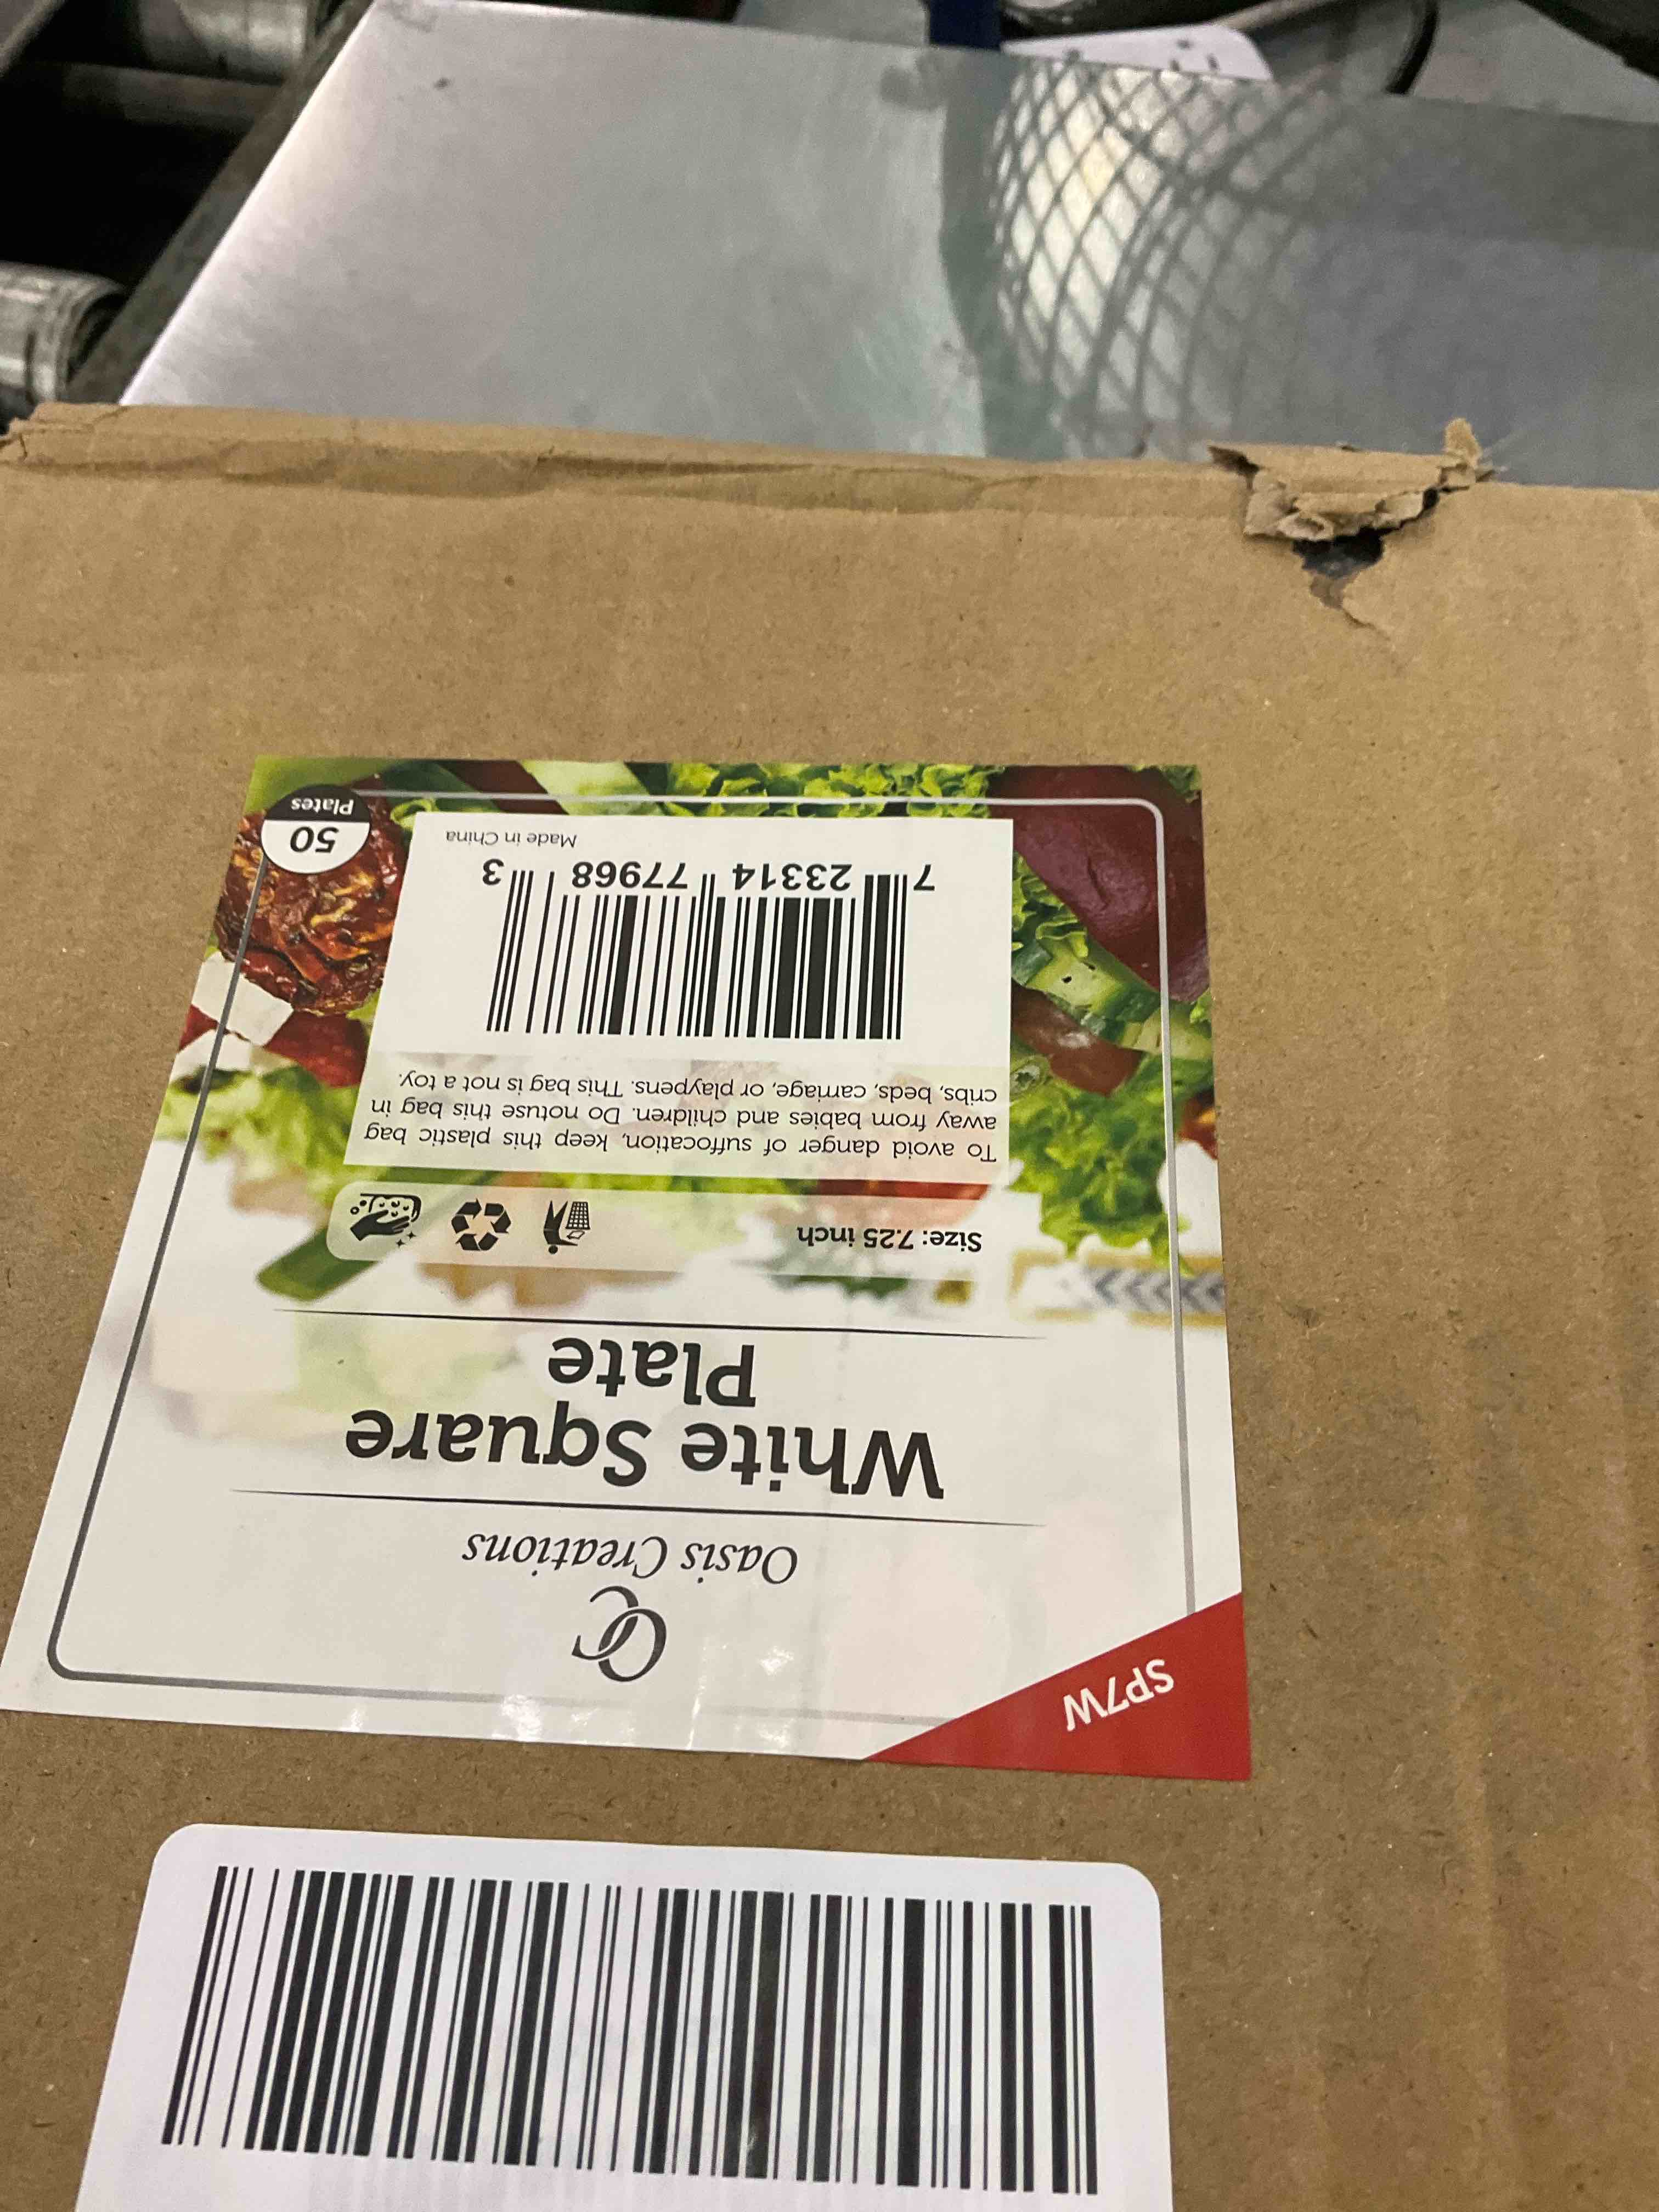 SP7W
OC
Oasis Creations
White Square
Plate
Size: 7.25 inch
To avoid danger of suffocation, keep this plastic bag
away from babies and children. Do notuse this bag in
cribs, beds, carriage, or playpens. This bag is not a toy.
7 23314 77968 3
Made in China
50
Plates